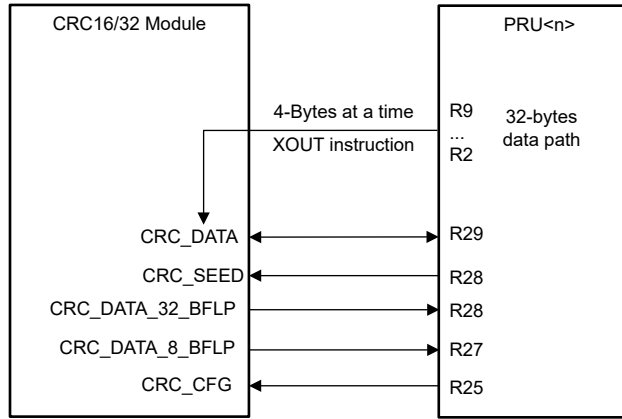 CRC16/32 Module
PRU<n>
4-Bytes at a time
XOUT instruction
R9
...
R2
32-bytes
data path
CRC_DATA
R29
CRC_SEED
R28
CRC_DATA_32_BFLP
R28
CRC_DATA_8_BFLP
R27
CRC_CFG
R25